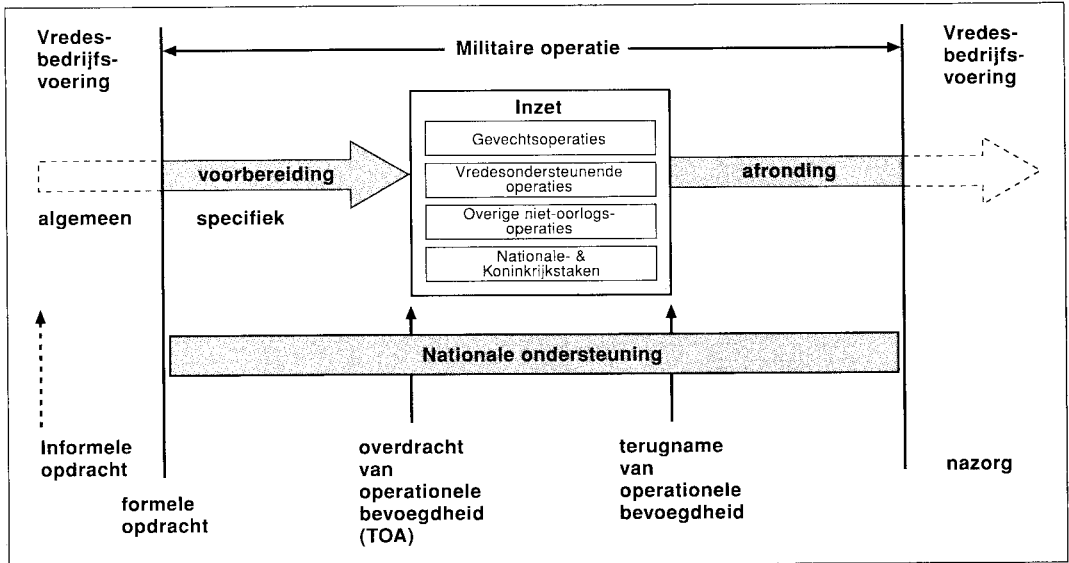 Vredes-
bedrijfs-
voering
Militaire operatie
Vredes-
bedrijfs-
voering
Inzet
Gevechtsoperaties
Vredesondersteunende
operaties
Overige niet-oorlogs-
operaties
Nationale- &
Koninkrijkstaken
voorbereiding
afronding
algemeen
specifiek
Nationale ondersteuning
Informele
opdracht
formele
opdracht
overdracht
van
operationele
bevoegdheid
(TOA)
terugname
van
operationele
bevoegdheid
nazorg